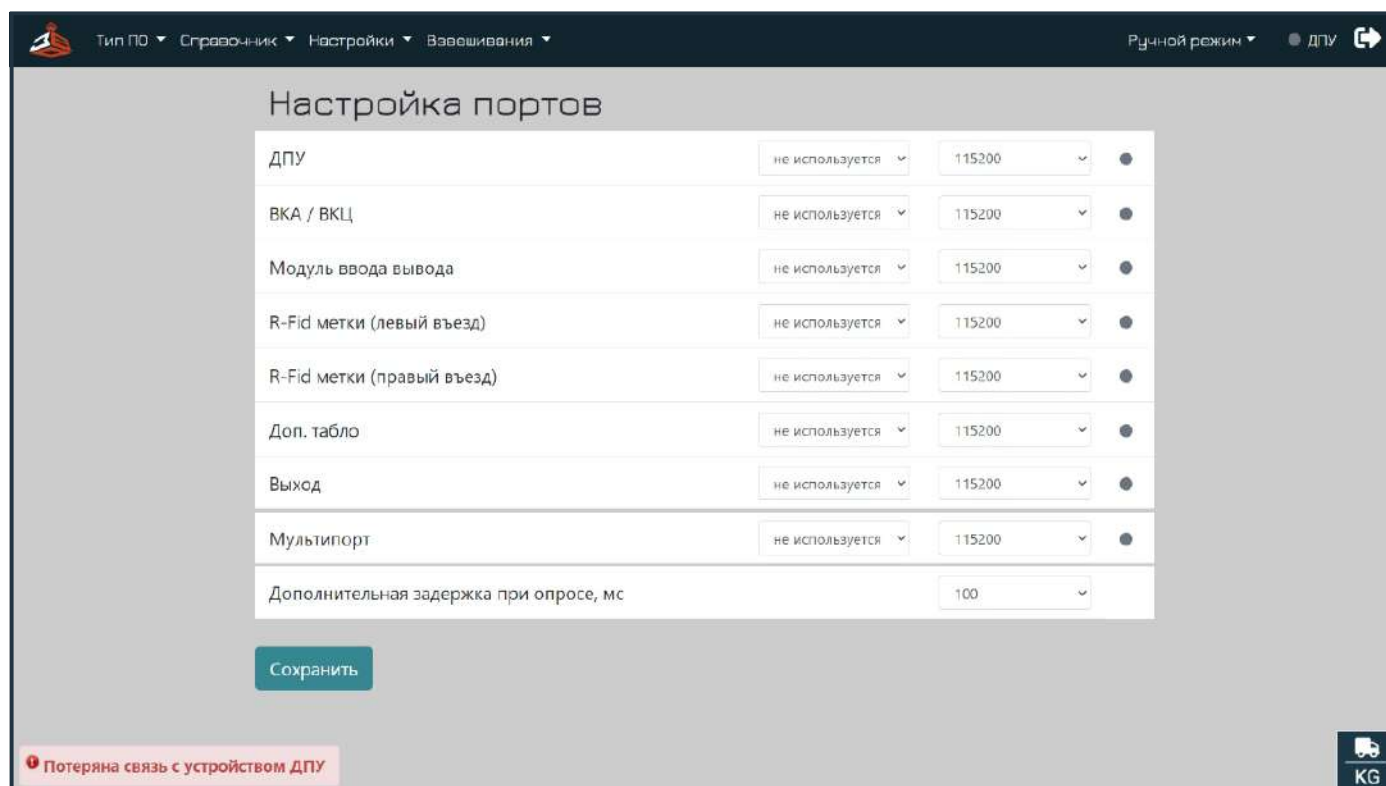 Тип ПО Справочник Настройки Взвешивания Ручной режим ДПУ
Настройка портов
ДПУ не используется 115200
ВКА / ВКЦ не используется 115200
Модуль ввода вывода не используется 115200
R-Fid метки (левый въезд) не используется 115200
R-Fid метки (правый въезд) не используется 115200
Доп. табло не используется 115200
Выход не используется 115200
Мультипорт не используется 115200
Дополнительная задержка при опросе, мс 100
Сохранить
Потеряна связь с устройством ДПУ
KG